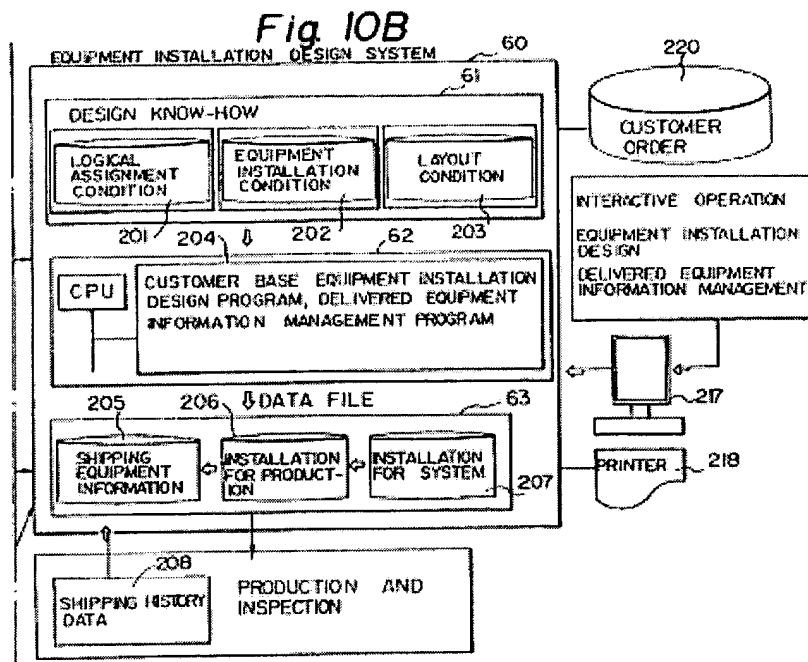 Fig. 10B
EQUIPMENT INSTALLATION DESIGN SYSTEM
60
61
220
DESIGN KNOW-HOW
CUSTOMER
ORDER
LOGICAL
ASSIGNMENT
CONDITION
EQUIPMENT
INSTALLATION
CONDITION
LAYOUT
CONDITION
201
202
203
INTERACTIVE OPERATION
EQUIPMENT INSTALLATION
DESIGN
DELIVERED EQUIPMENT
INFORMATION MANAGEMENT
204
62
CPU
CUSTOMER BASE EQUIPMENT INSTALLATION
DESIGN PROGRAM, DELIVERED EQUIPMENT
INFORMATION MANAGEMENT PROGRAM
217
DATA FILE
205
206
63
SHIPPING
EQUIPMENT
INFORMATION
INSTALLATION
FOR PRODUCT-
ION
INSTALLATION
FOR SYSTEM
207
PRINTER
218
208
SHIPPING HISTORY
DATA
PRODUCTION AND
INSPECTION